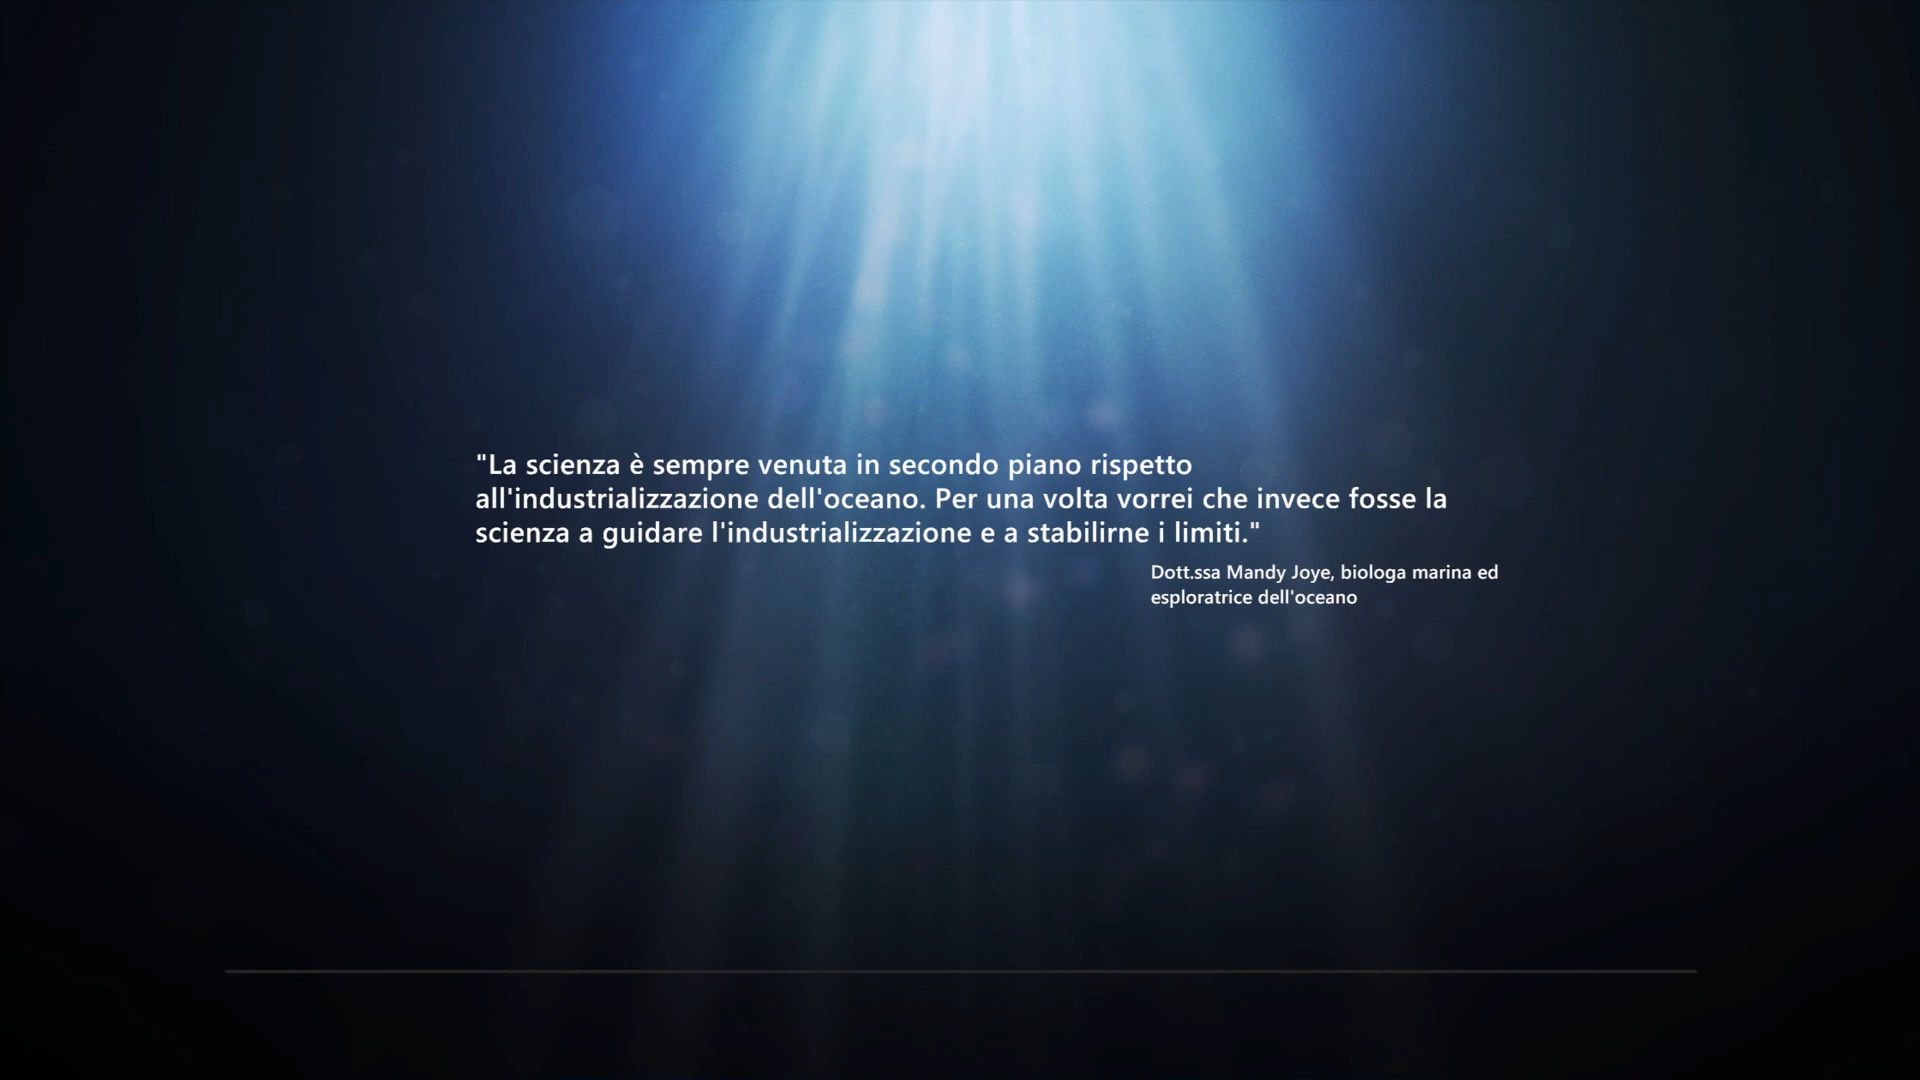 "La scienza è sempre venuta in secondo piano rispetto
all'industrializzazione dell'oceano. Per una volta vorrei che invece fosse la
scienza a guidare l'industrializzazione e a stabilirne i limiti."
Dott.ssa Mandy Joye, biologa marina ed
esploratrice dell'oceano